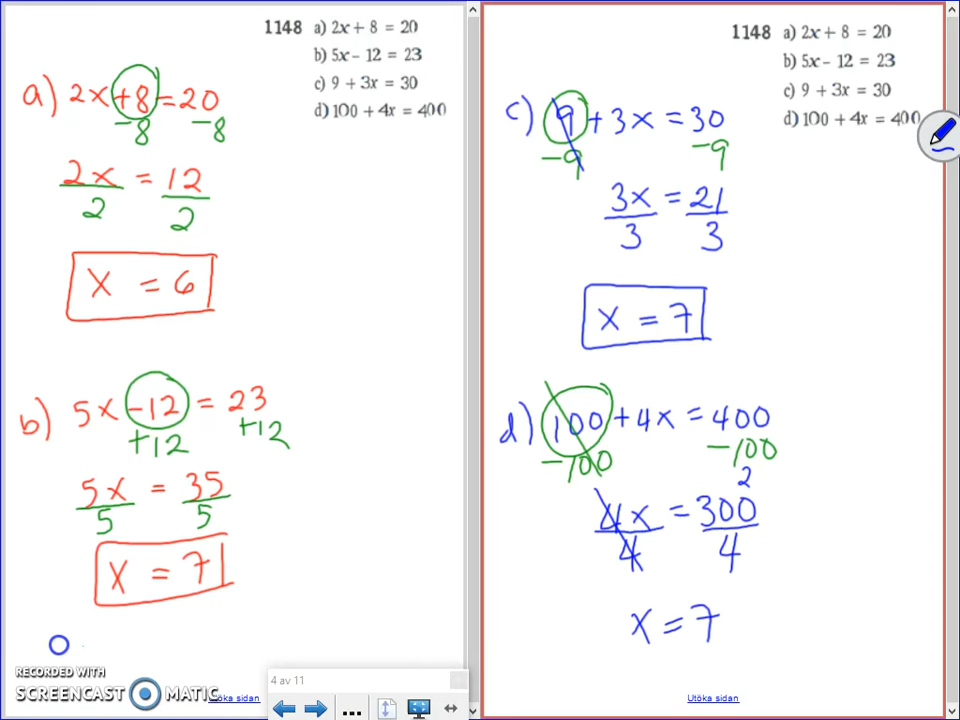 1148 a) 2x + 8 = 20
b) 5x - 12 = 23
c) 9 + 3x = 30
d) 100 + 4x = 400
a) 2x +8 = 20
-8 -8
2x = 12
2 2
x = 6
b) 5x -12 = 23
+12 +12
5x = 35
5 5
x = 7
RECORDED WITH
SCREENCAST MATIC
Utöka sidan
4 av 11
1148 a) 2x + 8 = 20
b) 5x - 12 = 23
c) 9 + 3x = 30
d) 100 + 4x = 400
c) 9 + 3x = 30
-9 -9
3x = 21
3 3
x = 7
d) 100 + 4x = 400
-100 -100
2
4x = 300
4 4
x = 7
Utöka sidan